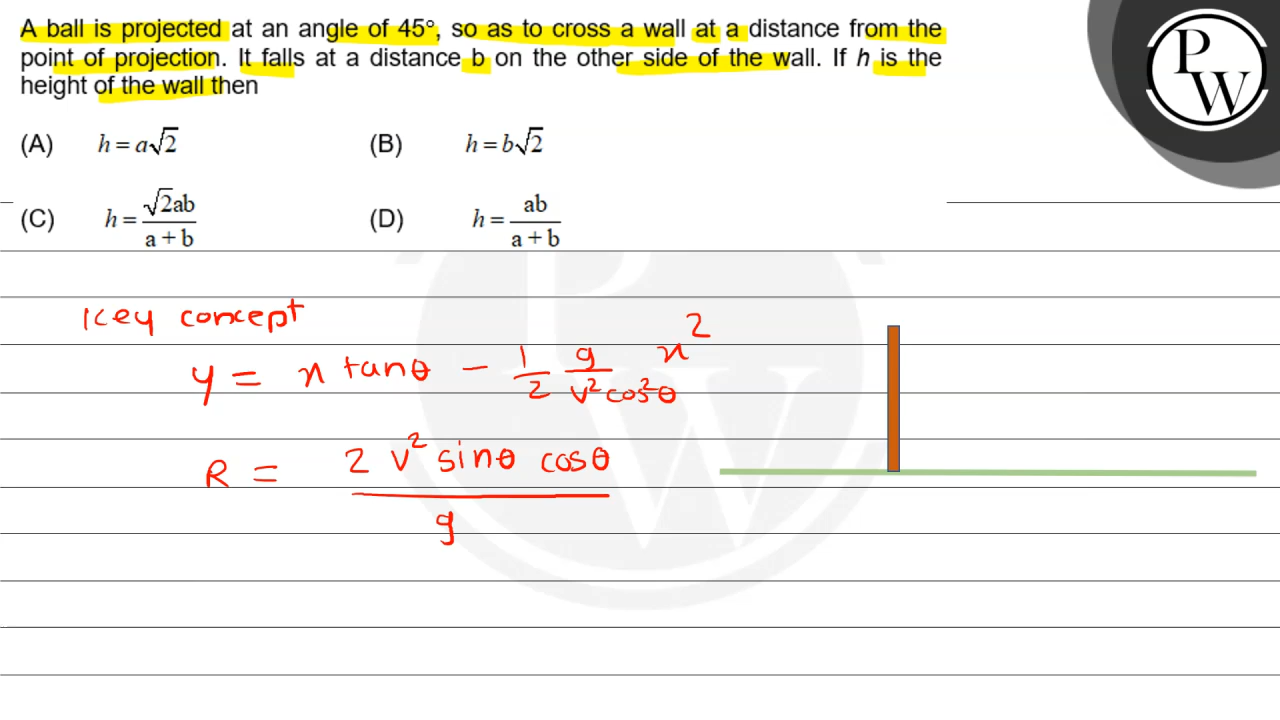 A ball is projected at an angle of 45°, so as to cross a wall at a distance from the
point of projection. It falls at a distance b on the other side of the wall. If h is the
height of the wall then
(A) h = a√2 (B) h = b√2
(C) h = √2ab / a + b (D) h = ab / a + b
Key concept
y = x tanθ − 1/2 g/v² cos²θ x²
R = 2 v² sinθ cosθ / g
P
W